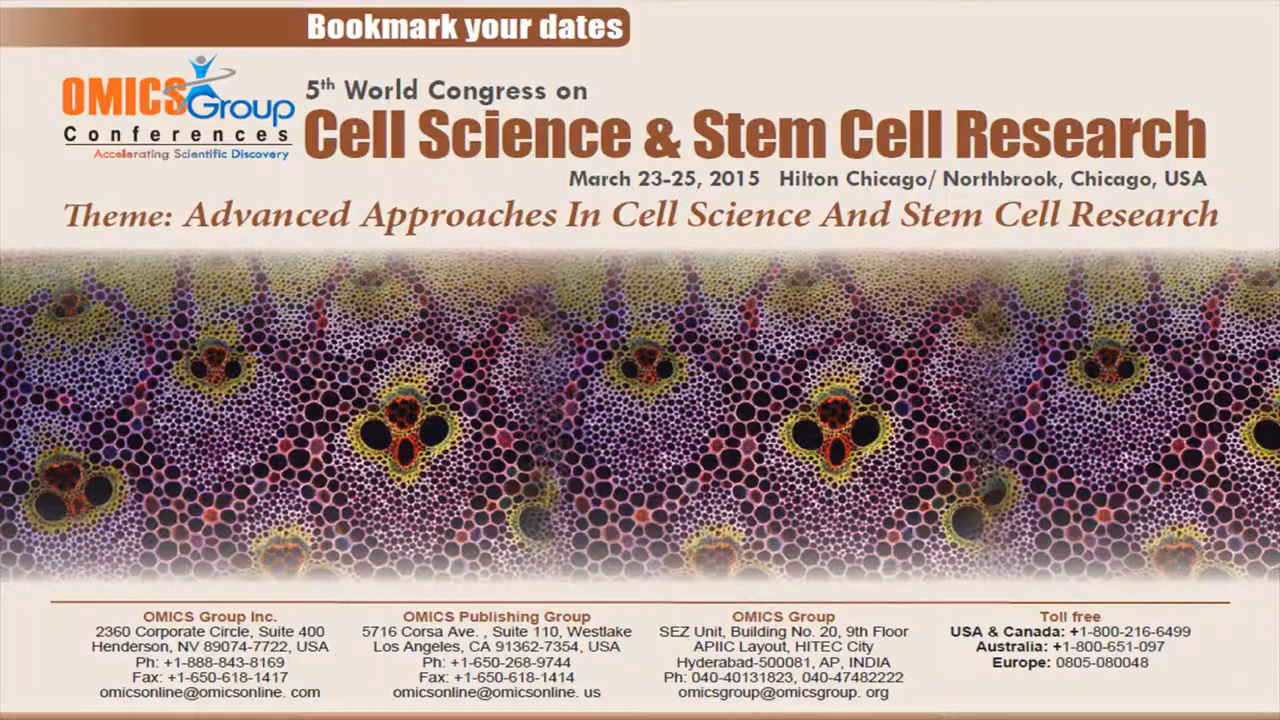 Bookmark your dates
OMICS Group
Conferences
Accelerating Scientific Discovery
5th World Congress on
Cell Science & Stem Cell Research
March 23-25, 2015 Hilton Chicago/ Northbrook, Chicago, USA
Theme: Advanced Approaches In Cell Science And Stem Cell Research
OMICS Group Inc.
2360 Corporate Circle, Suite 400
Henderson, NV 89074-7722, USA
Ph: +1-888-843-8169
Fax: +1-650-618-1417
omicsonline@omicsonline. com
OMICS Publishing Group
5716 Corsa Ave. , Suite 110, Westlake
Los Angeles, CA 91362-7354, USA
Ph: +1-650-268-9744
Fax: +1-650-618-1414
omicsonline@omicsonline. us
OMICS Group
SEZ Unit, Building No. 20, 9th Floor
APIIC Layout, HITEC City
Hyderabad-500081, AP, INDIA
Ph: 040-40131823, 040-47482222
omicsgroup@omicsgroup. org
Toll free
USA & Canada: +1-800-216-6499
Australia: +1-800-651-097
Europe: 0805-080048